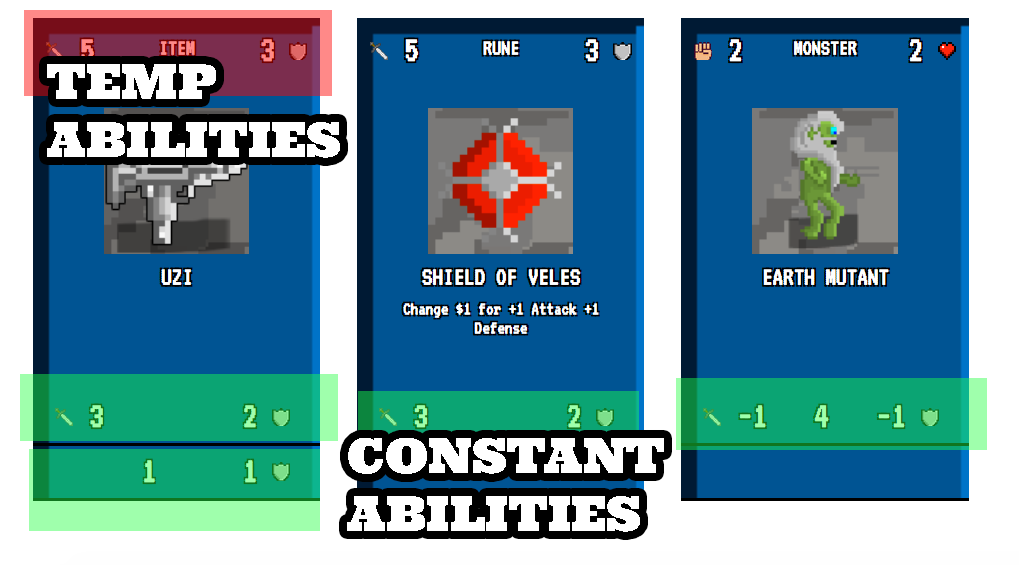 5 ITEM 3
TEMP
ABILITIES
UZI
3 2
1 1
5 RUNE 3
SHIELD OF VELES
Change $1 for +1 Attack +1
Defense
3 2
CONSTANT
ABILITIES
2 MONSTER 2
EARTH MUTANT
-1 4 -1